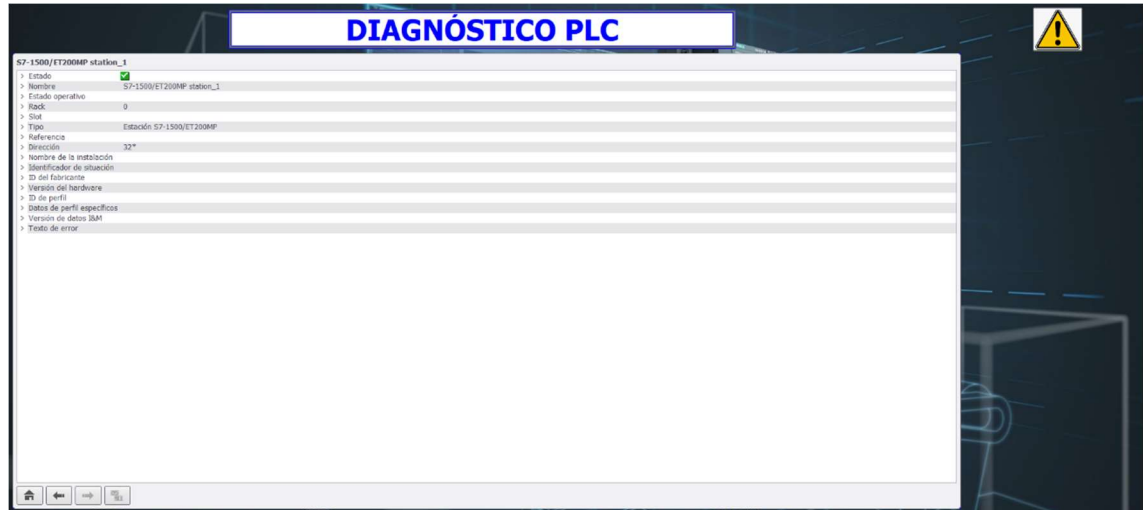 DIAGNÓSTICO PLC
S7-1500/ET200MP station_1
> Estado
> Nombre S7-1500/ET200MP station_1
> Estado operativo
> Rack 0
> Slot
> Tipo Estación S7-1500/ET200MP
> Referencia
> Dirección 32*
> Nombre de la instalación
> Identificador de situación
> ID del fabricante
> Versión del hardware
> ID de perfil
> Datos de perfil específicos
> Versión de datos I&M
> Texto de error